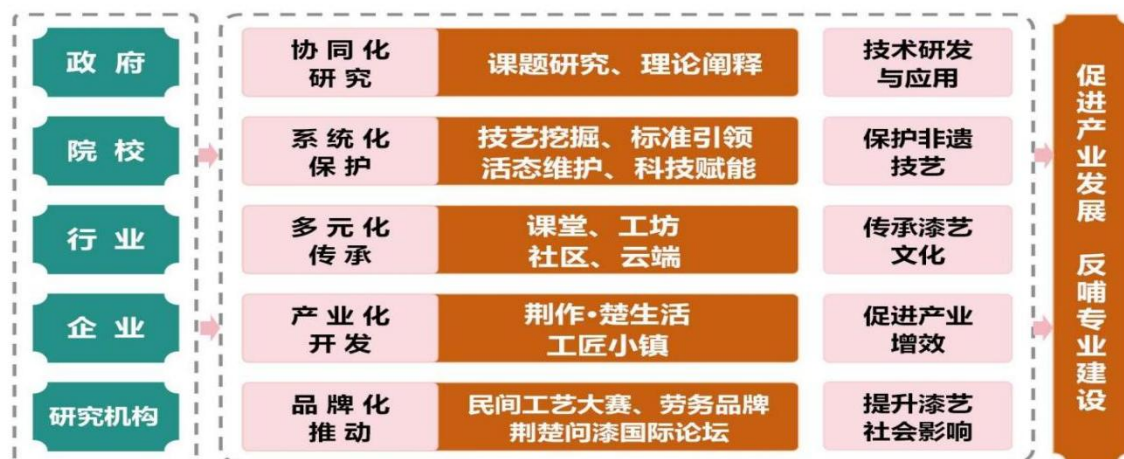 政府
院校
行业
企业
研究机构
协同化
研究
课题研究、理论阐释
技术研发
与应用
系统化
保护
技艺挖掘、标准引领
活态维护、科技赋能
保护非遗
技艺
多元化
传承
课堂、工坊
社区、云端
传承漆艺
文化
产业化
开发
荆作·楚生活
工匠小镇
促进产业
增效
品牌化
推动
民间工艺大赛、劳务品牌
荆楚问漆国际论坛
提升漆艺
社会影响
促进产业发展 反哺专业建设